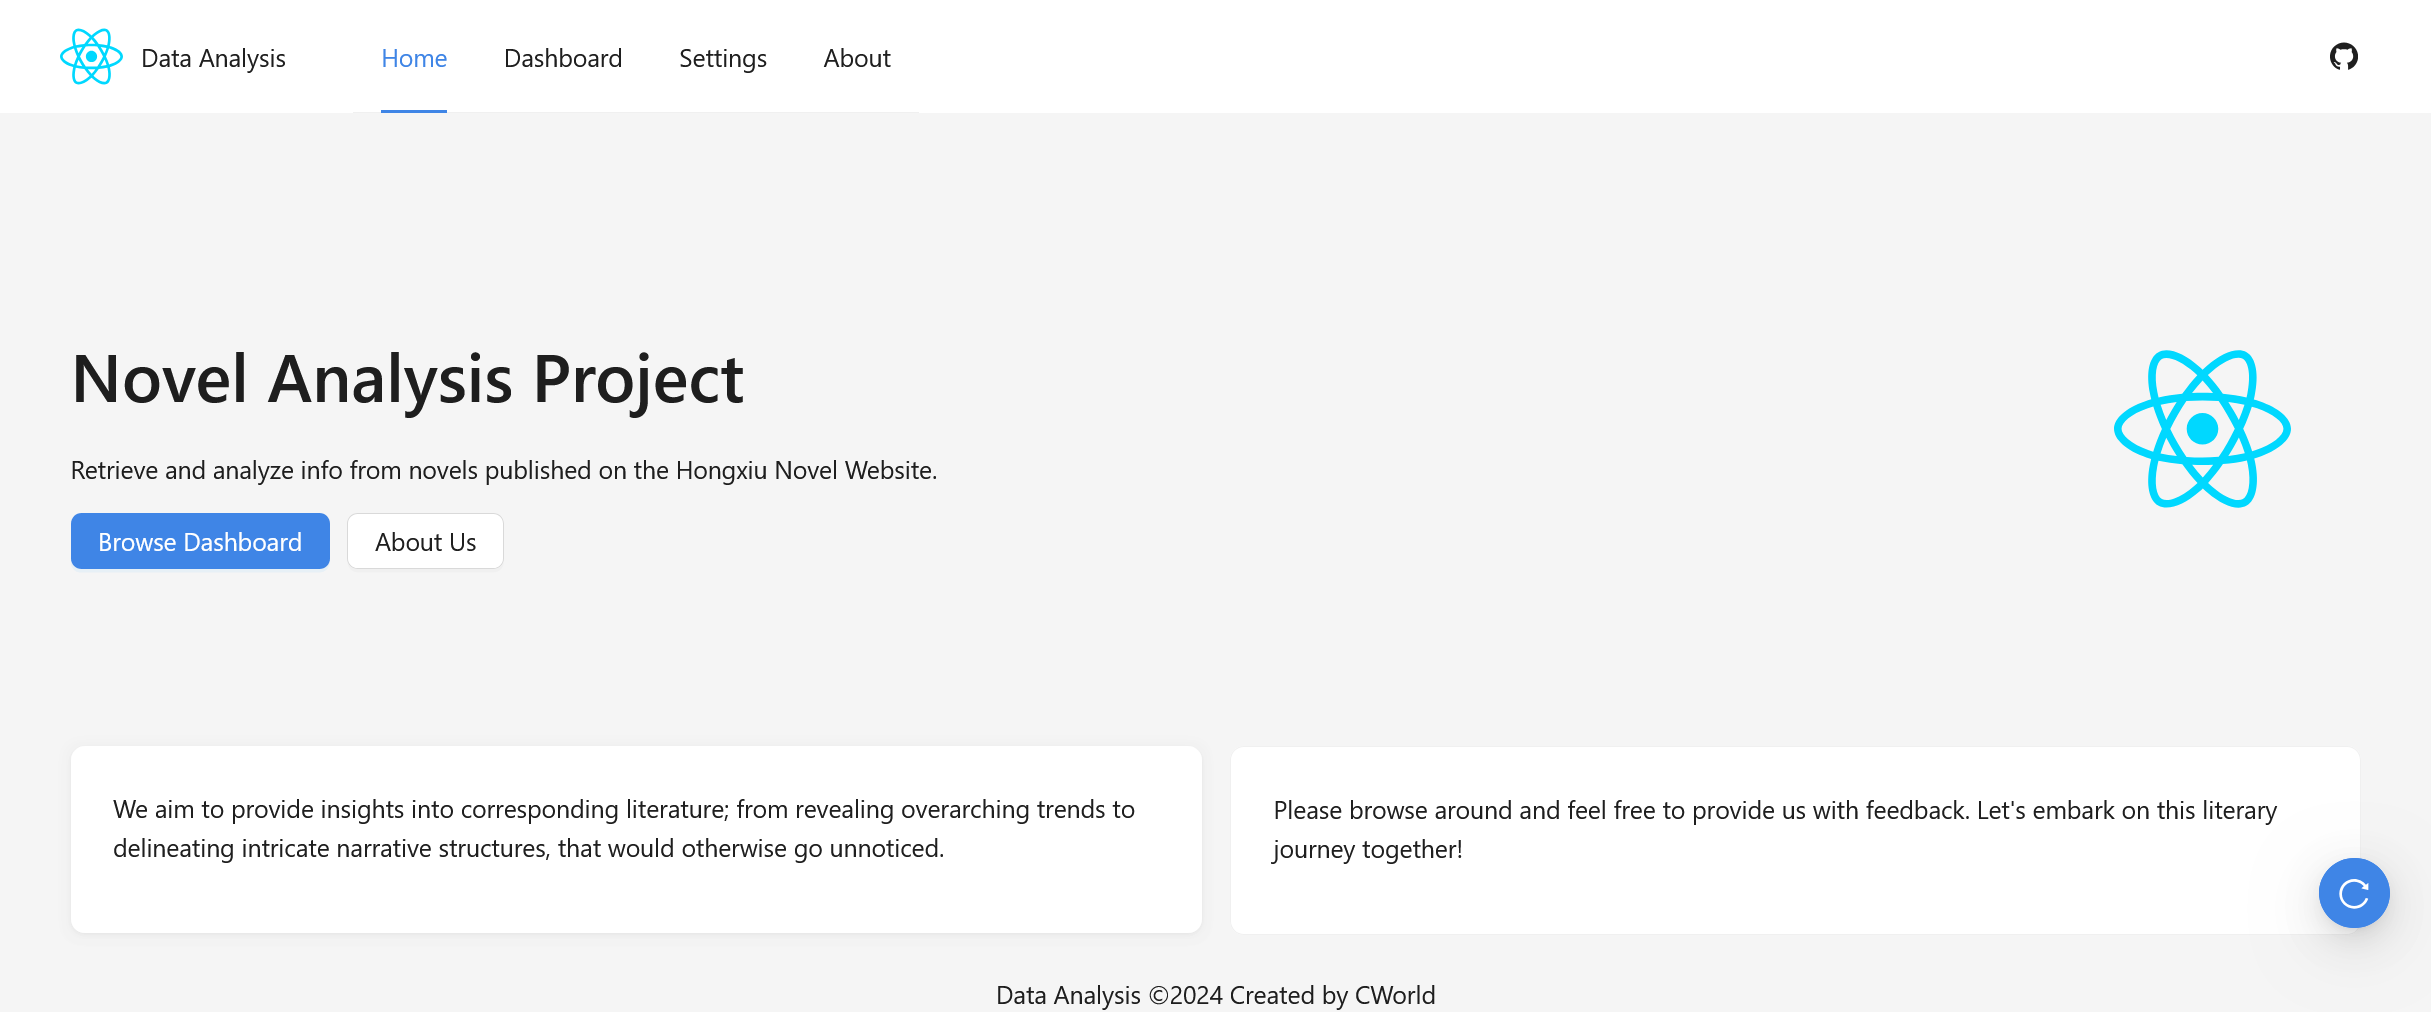 Data Analysis
Home
Dashboard
Settings
About
Novel Analysis Project
Retrieve and analyze info from novels published on the Hongxiu Novel Website.
Browse Dashboard
About Us
We aim to provide insights into corresponding literature; from revealing overarching trends to
delineating intricate narrative structures, that would otherwise go unnoticed.
Please browse around and feel free to provide us with feedback. Let's embark on this literary
journey together!
Data Analysis ©2024 Created by CWorld